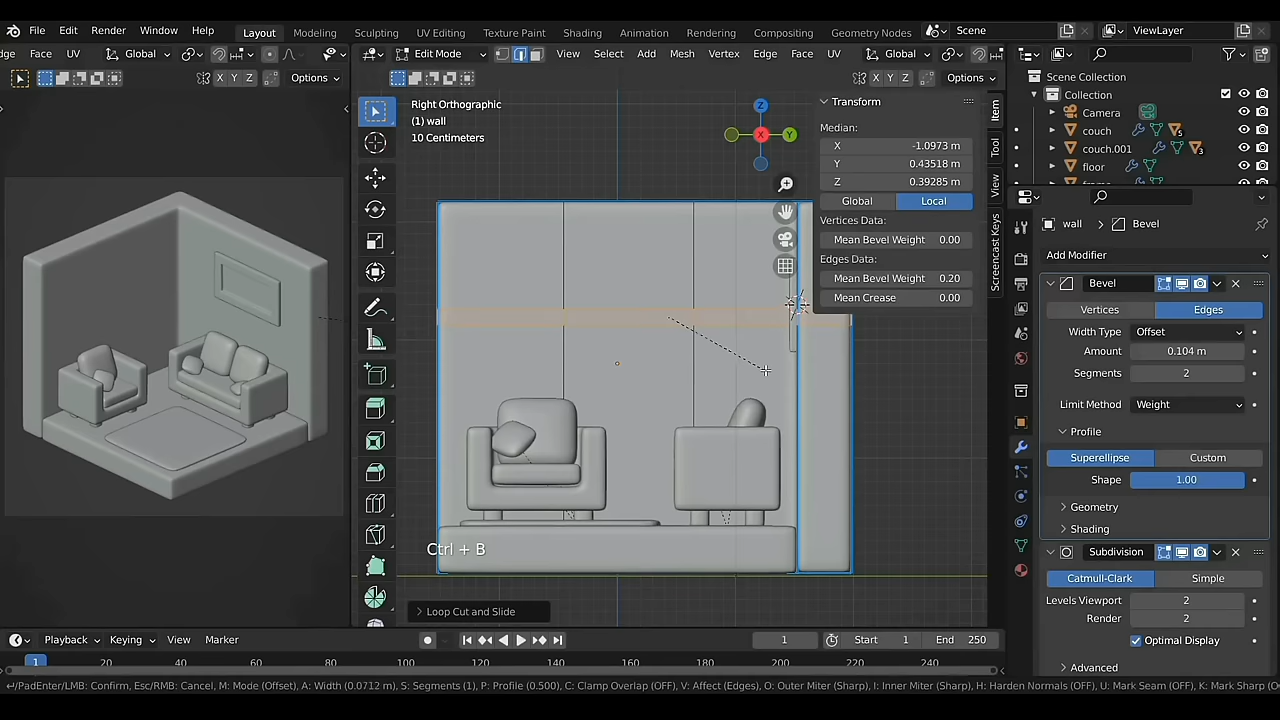 File Edit Render Window Help Layout Modeling Sculpting UV Editing Texture Paint Shading Animation Rendering Compositing Geometry Nodes Scene ViewLayer
dge Face UV Global Options
Edit Mode View Select Add Mesh Vertex Edge Face UV Global
X Y Z Options
X Y Z Options
Right Orthographic
(1) wall
10 Centimeters
Z
X
Y
Transform
Median:
X -1.0973 m
Y 0.43518 m
Z 0.39285 m
Global Local
Vertices Data:
Mean Bevel Weight 0.00
Edges Data:
Mean Bevel Weight 0.20
Mean Crease 0.00
Item
Tool
View
Screencast Keys
Scene Collection
Collection
Camera
couch 5
couch.001 3
floor
wall Bevel
Add Modifier
Bevel
Vertices Edges
Width Type Offset
Amount 0.104 m
Segments 2
Limit Method Weight
Profile
Superellipse Custom
Shape 1.00
Geometry
Shading
Subdivision
Catmull-Clark Simple
Levels Viewport 2
Render 2
Optimal Display
Advanced
Ctrl + B
Loop Cut and Slide
Playback Keying View Marker 1 Start 1 End 250
1 20 40 60 80 100 120 140 160 180 200 220 240
↵/PadEnter/LMB: Confirm, Esc/RMB: Cancel, M: Mode (Offset), A: Width (0.0712 m), S: Segments (1), P: Profile (0.500), C: Clamp Overlap (OFF), V: Affect (Edges), O: Outer Miter (Sharp), I: Inner Miter (Sharp), H: Harden Normals (OFF), U: Mark Seam (OFF), K: Mark Sharp (O